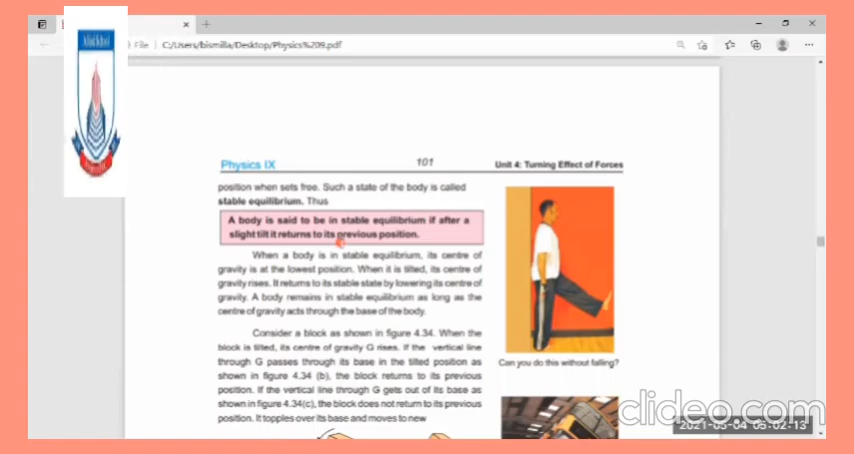 File | C:/Users/bismilla/Desktop/Physics%209.pdf
Physics IX
101
Unit 4: Turning Effect of Forces
position when sets free. Such a state of the body is called
stable equilibrium. Thus
A body is said to be in stable equilibrium if after a
slight tilt it returns to its previous position.
When a body is in stable equilibrium, its centre of
gravity is at the lowest position. When it is tilted, its centre of
gravity rises. It returns to its stable state by lowering its centre of
gravity. A body remains in stable equilibrium as long as the
centre of gravity acts through the base of the body.
Consider a block as shown in figure 4.34. When the
block is tilted, its centre of gravity G rises. If the vertical line
through G passes through its base in the tilted position as
shown in figure 4.34 (b), the block returns to its previous
position. If the vertical line through G gets out of its base as
shown in figure 4.34(c), the block does not return to its previous
position. It topples over its base and moves to new
Can you do this without falling?
clideo.com
2021-05-04 05-02-13